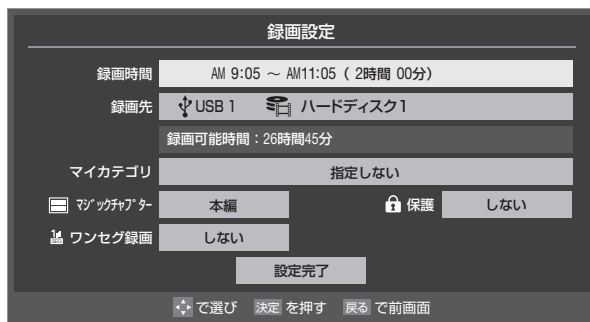 録画設定
録画時間 AM 9:05 ～ AM11:05 ( 2時間 00分)
録画先 USB 1 ハードディスク1
録画可能時間：26時間45分
マイカテゴリ 指定しない
ﾏｼﾞｯｸﾁｬﾌﾟﾀｰ 本編 保護 しない
ワンセグ録画 しない
設定完了
で選び 決定 を押す 戻る で前画面